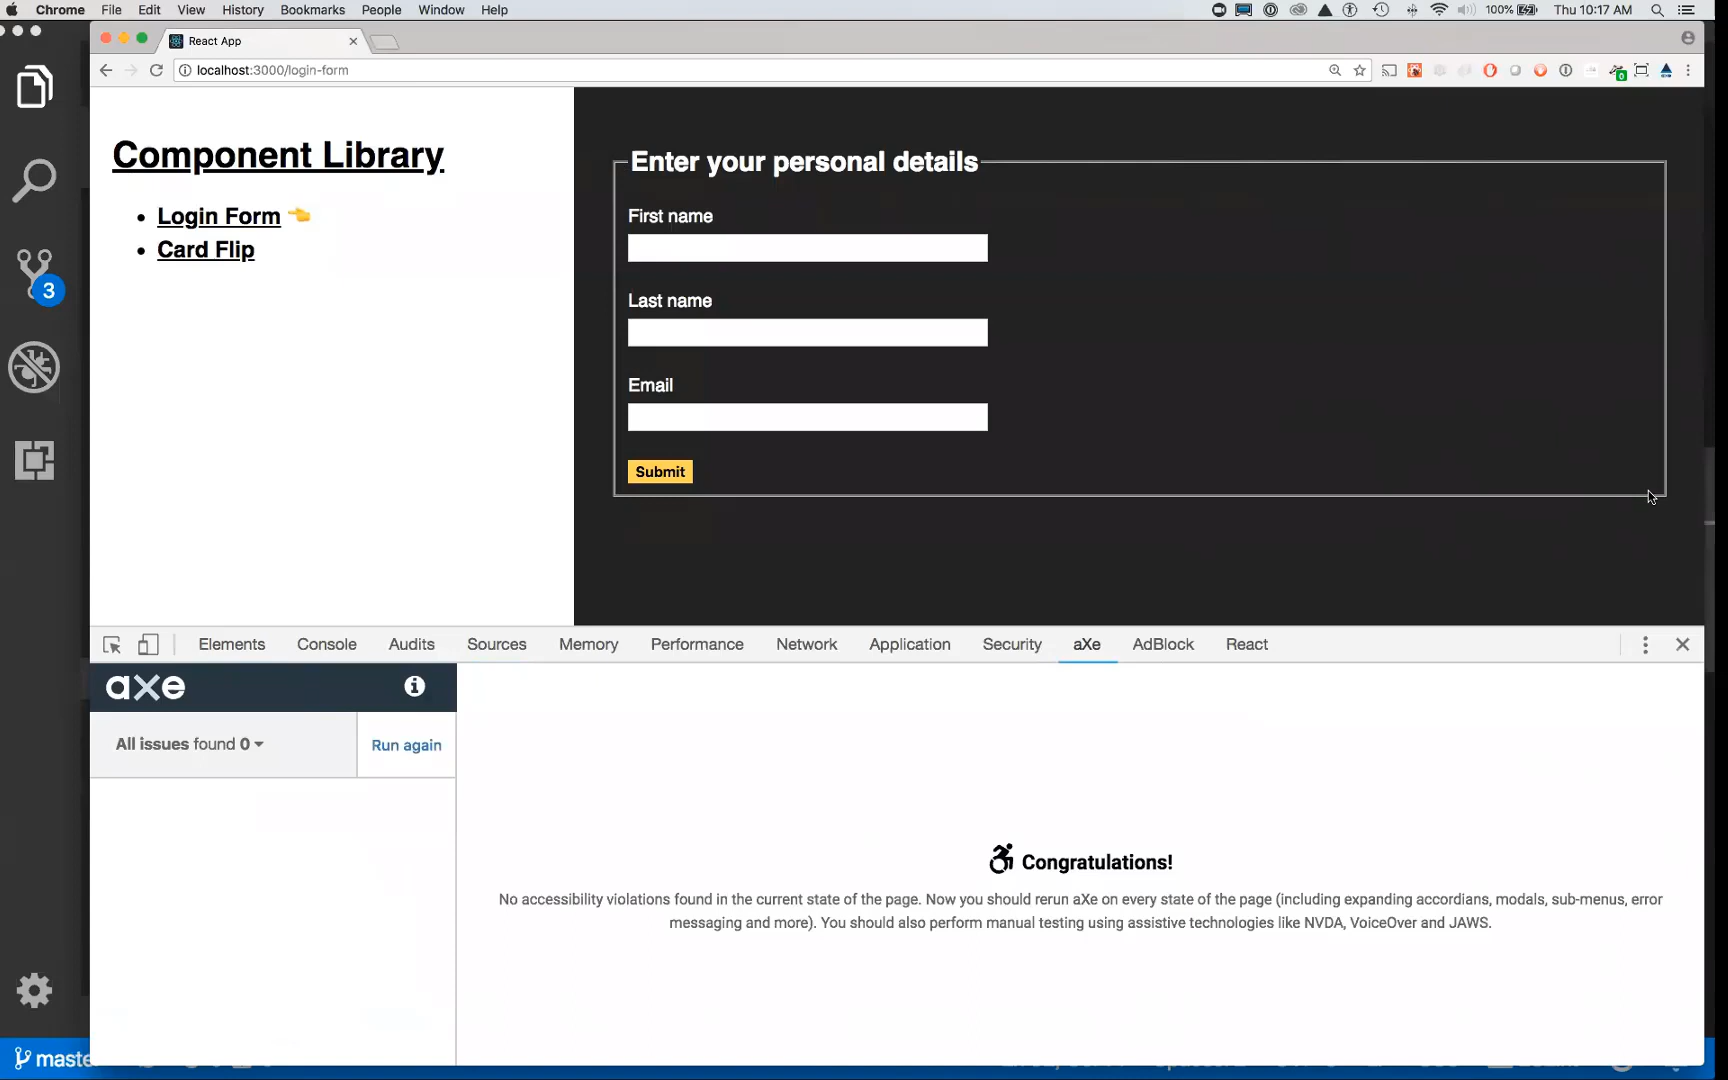 Chrome File Edit View History Bookmarks People Window Help
100% Thu 10:17 AM
React App
localhost:3000/login-form
0
Component Library
Login Form
Card Flip
3
Enter your personal details
First name
Last name
Email
Submit
Elements Console Audits Sources Memory Performance Network Application Security aXe AdBlock React
axe
All issues found 0
Run again
Congratulations!
No accessibility violations found in the current state of the page. Now you should rerun aXe on every state of the page (including expanding accordians, modals, sub-menus, error
messaging and more). You should also perform manual testing using assistive technologies like NVDA, VoiceOver and JAWS.